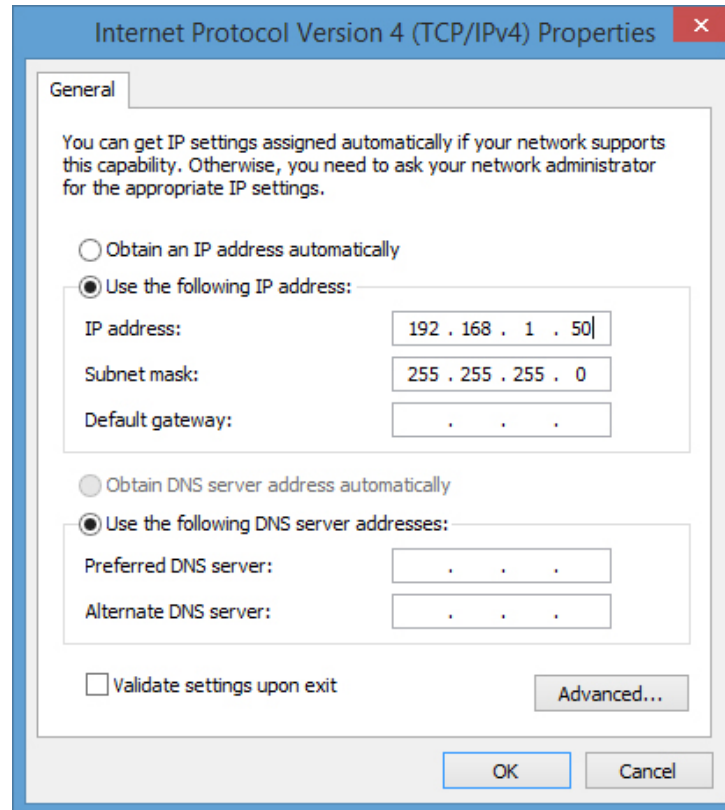 Internet Protocol Version 4 (TCP/IPv4) Properties
General
You can get IP settings assigned automatically if your network supports
this capability. Otherwise, you need to ask your network administrator
for the appropriate IP settings.
Obtain an IP address automatically
Use the following IP address:
IP address: 192 . 168 . 1 . 50
Subnet mask: 255 . 255 . 255 . 0
Default gateway: . . .
Obtain DNS server address automatically
Use the following DNS server addresses:
Preferred DNS server: . . .
Alternate DNS server: . . .
Validate settings upon exit
Advanced...
OK Cancel